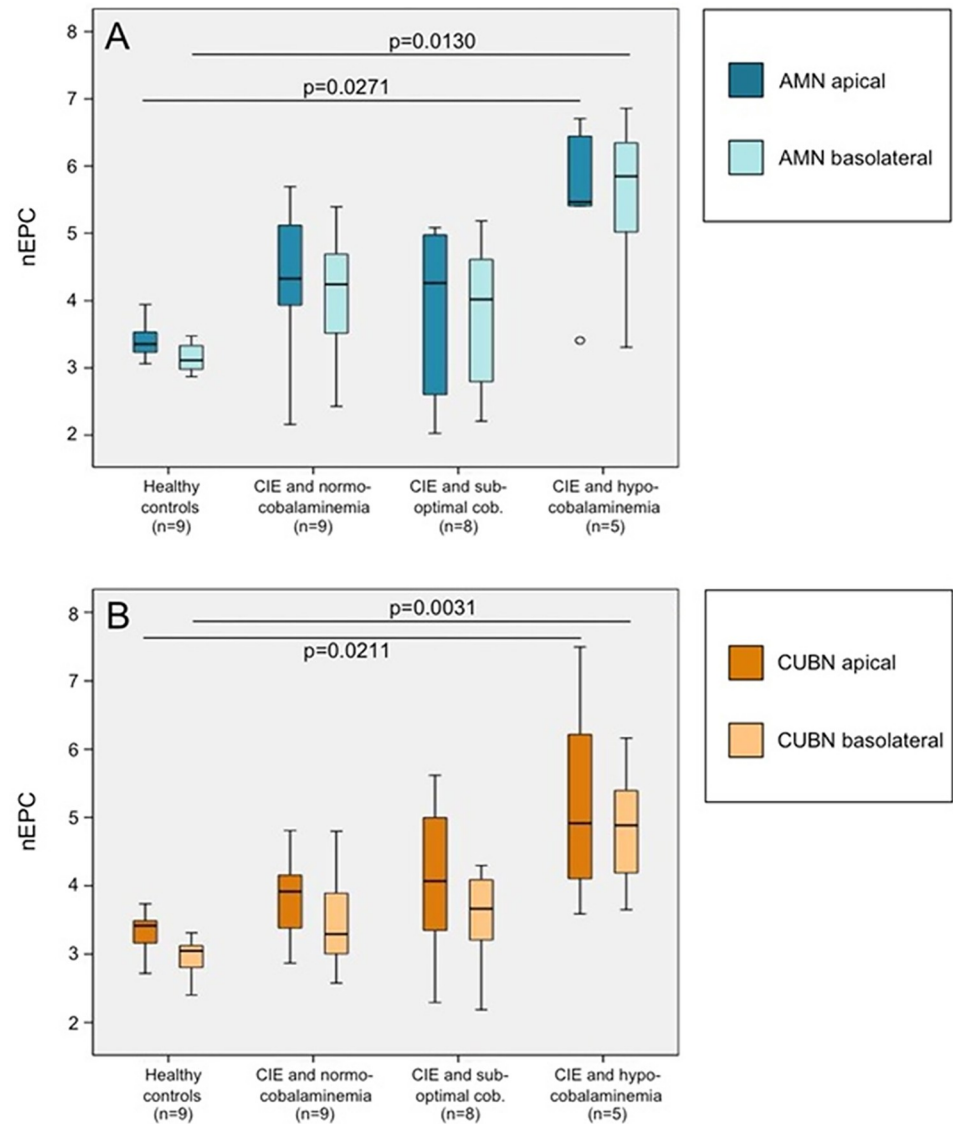 A
8
7
6
5
4
3
2
nEPC
p=0.0130
p=0.0271
AMN apical
AMN basolateral
Healthy
controls
(n=9)
CIE and normo-
cobalaminemia
(n=9)
CIE and sub-
optimal cob.
(n=8)
CIE and hypo-
cobalaminemia
(n=5)
B
8
7
6
5
4
3
2
nEPC
p=0.0031
p=0.0211
CUBN apical
CUBN basolateral
Healthy
controls
(n=9)
CIE and normo-
cobalaminemia
(n=9)
CIE and sub-
optimal cob.
(n=8)
CIE and hypo-
cobalaminemia
(n=5)